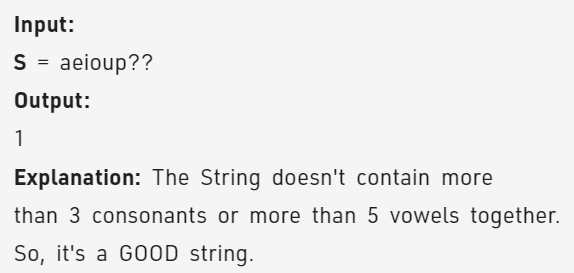 Input:
S = aeioup??
Output:
1
Explanation: The String doesn't contain more
than 3 consonants or more than 5 vowels together.
So, it's a GOOD string.